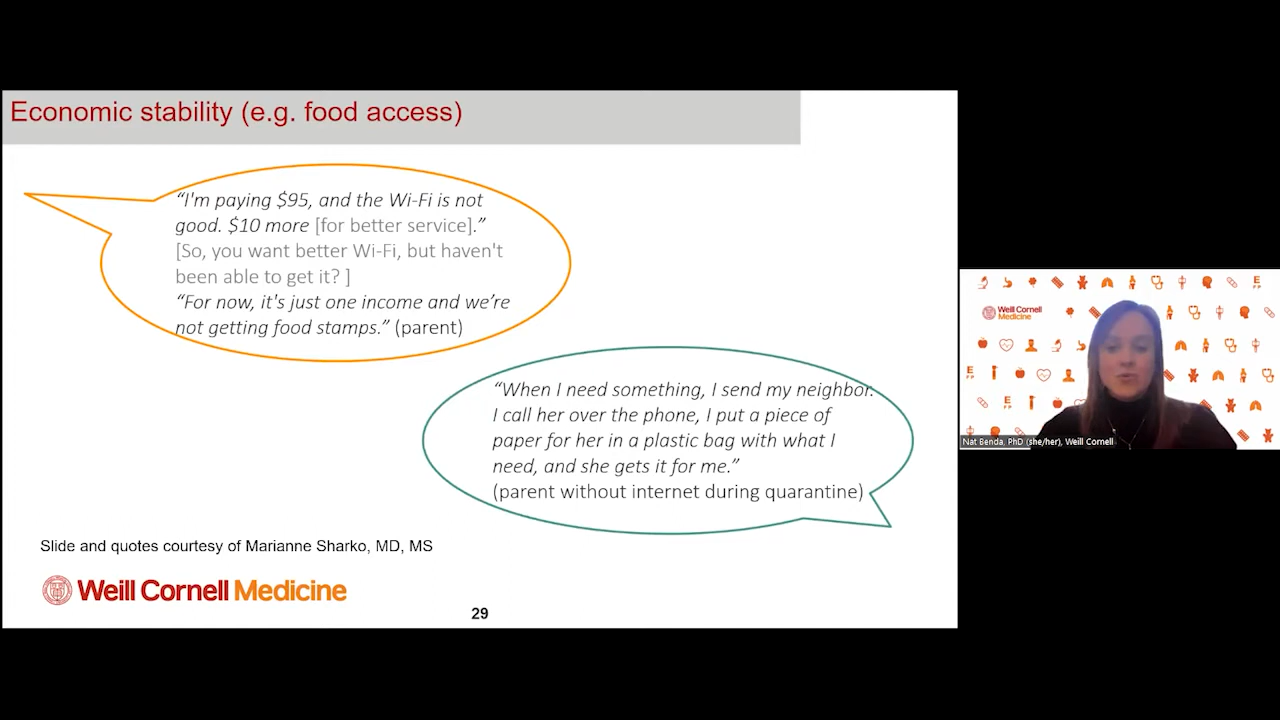 Economic stability (e.g. food access)
“I'm paying $95, and the Wi-Fi is not
good. $10 more [for better service].”
[So, you want better Wi-Fi, but haven't
been able to get it? ]
“For now, it's just one income and we’re
not getting food stamps.” (parent)
“When I need something, I send my neighbor.
I call her over the phone, I put a piece of
paper for her in a plastic bag with what I
need, and she gets it for me.”
(parent without internet during quarantine)
Slide and quotes courtesy of Marianne Sharko, MD, MS
Weill Cornell Medicine
29
Weill Cornell
Medicine
Nat Benda, PhD (she/her), Weill Cornell